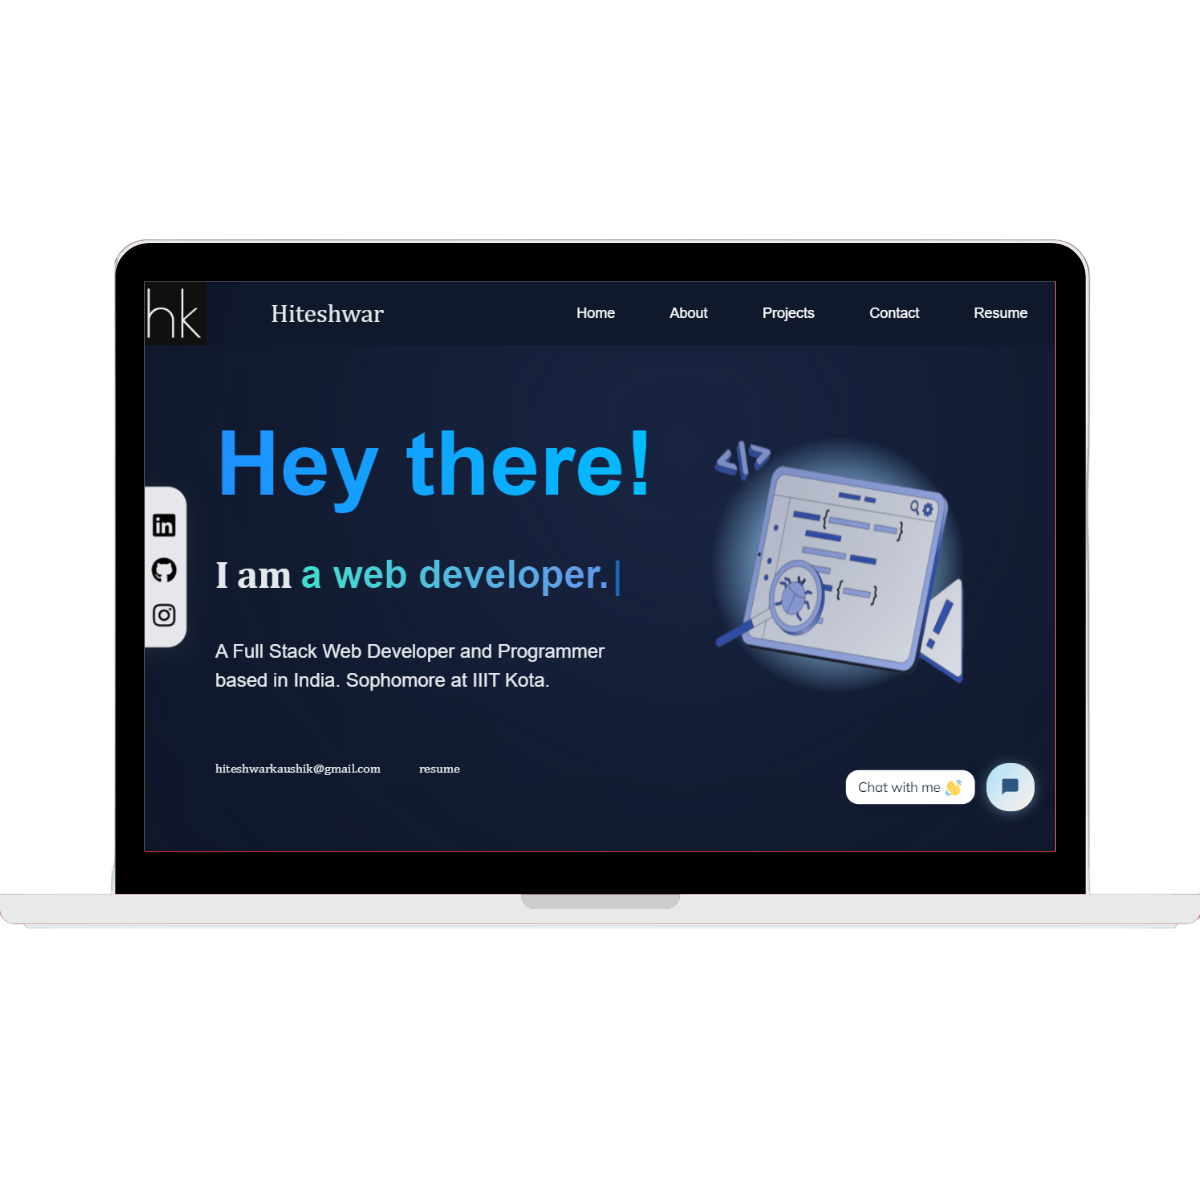 hk
Hiteshwar
Home
About
Projects
Contact
Resume
Hey there!
I am a web developer.
A Full Stack Web Developer and Programmer
based in India. Sophomore at IIIT Kota.
hiteshwarkaushik@gmail.com
resume
Chat with me 👋
in
</>